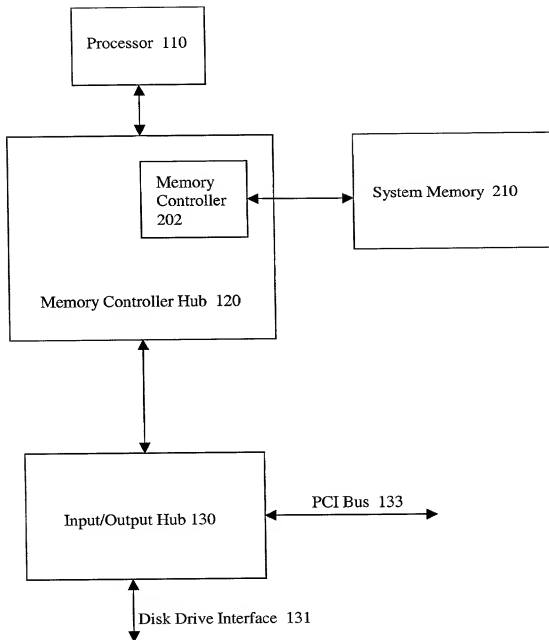 Processor 110
Memory
Controller
202
System Memory 210
Memory Controller Hub 120
Input/Output Hub 130
PCI Bus 133
Disk Drive Interface 131